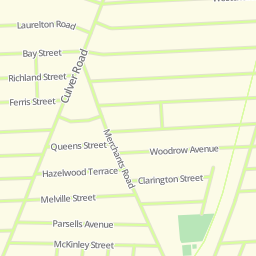 Laurelton Road
Bay Street
Culver Road
Richland Street
Ferris Street
Merchants Road
Queens Street
Woodrow Avenue
Hazelwood Terrace
Clarington Street
Melville Street
Parsells Avenue
McKinley Street